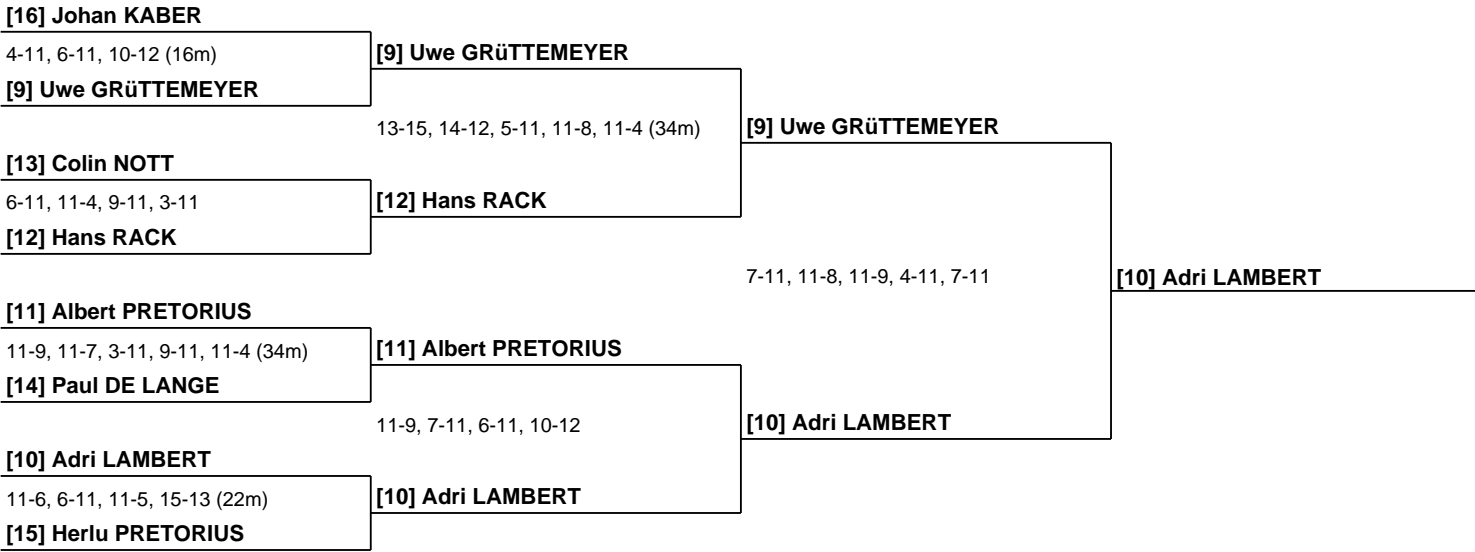 [16] Johan KABER
4-11, 6-11, 10-12 (16m)
[9] Uwe GRüTTEMEYER
[9] Uwe GRüTTEMEYER
13-15, 14-12, 5-11, 11-8, 11-4 (34m)
[9] Uwe GRüTTEMEYER
[13] Colin NOTT
6-11, 11-4, 9-11, 3-11
[12] Hans RACK
[12] Hans RACK
7-11, 11-8, 11-9, 4-11, 7-11
[10] Adri LAMBERT
[11] Albert PRETORIUS
11-9, 11-7, 3-11, 9-11, 11-4 (34m)
[11] Albert PRETORIUS
[14] Paul DE LANGE
11-9, 7-11, 6-11, 10-12
[10] Adri LAMBERT
[10] Adri LAMBERT
11-6, 6-11, 11-5, 15-13 (22m)
[10] Adri LAMBERT
[15] Herlu PRETORIUS